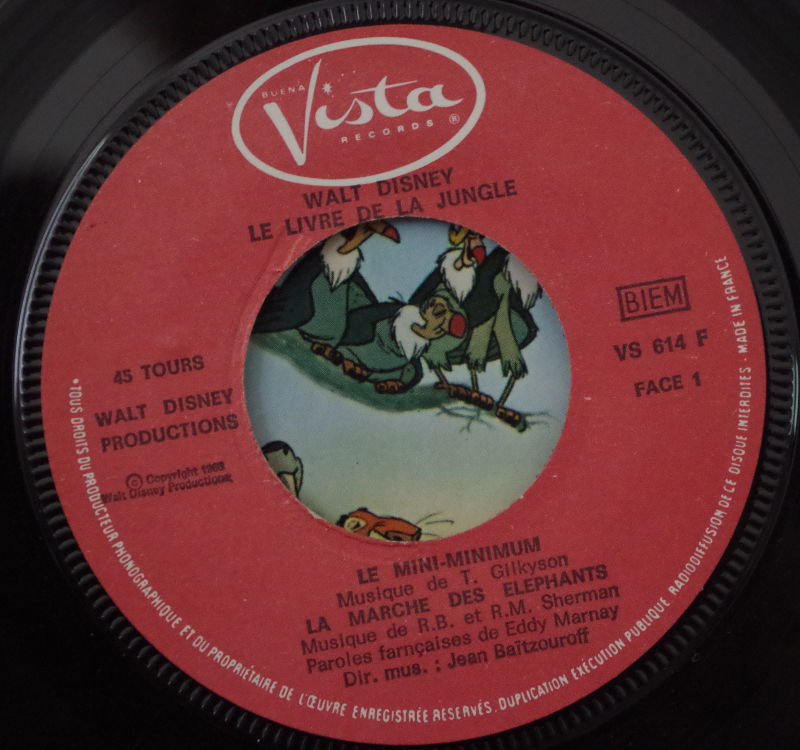 BUENA
Vista
RECORDS ®
WALT DISNEY
LE LIVRE DE LA JUNGLE
BIEM
VS 614 F
FACE 1
45 TOURS
WALT DISNEY
PRODUCTIONS
© Copyright 1968
Walt Disney Productions
LE MINI-MINIMUM
Musique de T. Gilkyson
LA MARCHE DES ELEPHANTS
Musique de R.B. et R.M. Sherman
Paroles farnçaises de Eddy Marnay
Dir. mus. : Jean Baïtzouroff
•TOUS DROITS DU PRODUCTEUR PHONOGRAPHIQUE ET DU PROPRIÉTAIRE DE L'ŒUVRE ENREGISTRÉE RÉSERVÉS. DUPLICATION EXÉCUTION PUBLIQUE RADIODIFFUSION DE CE DISQUE INTERDITES · MADE IN FRANCE